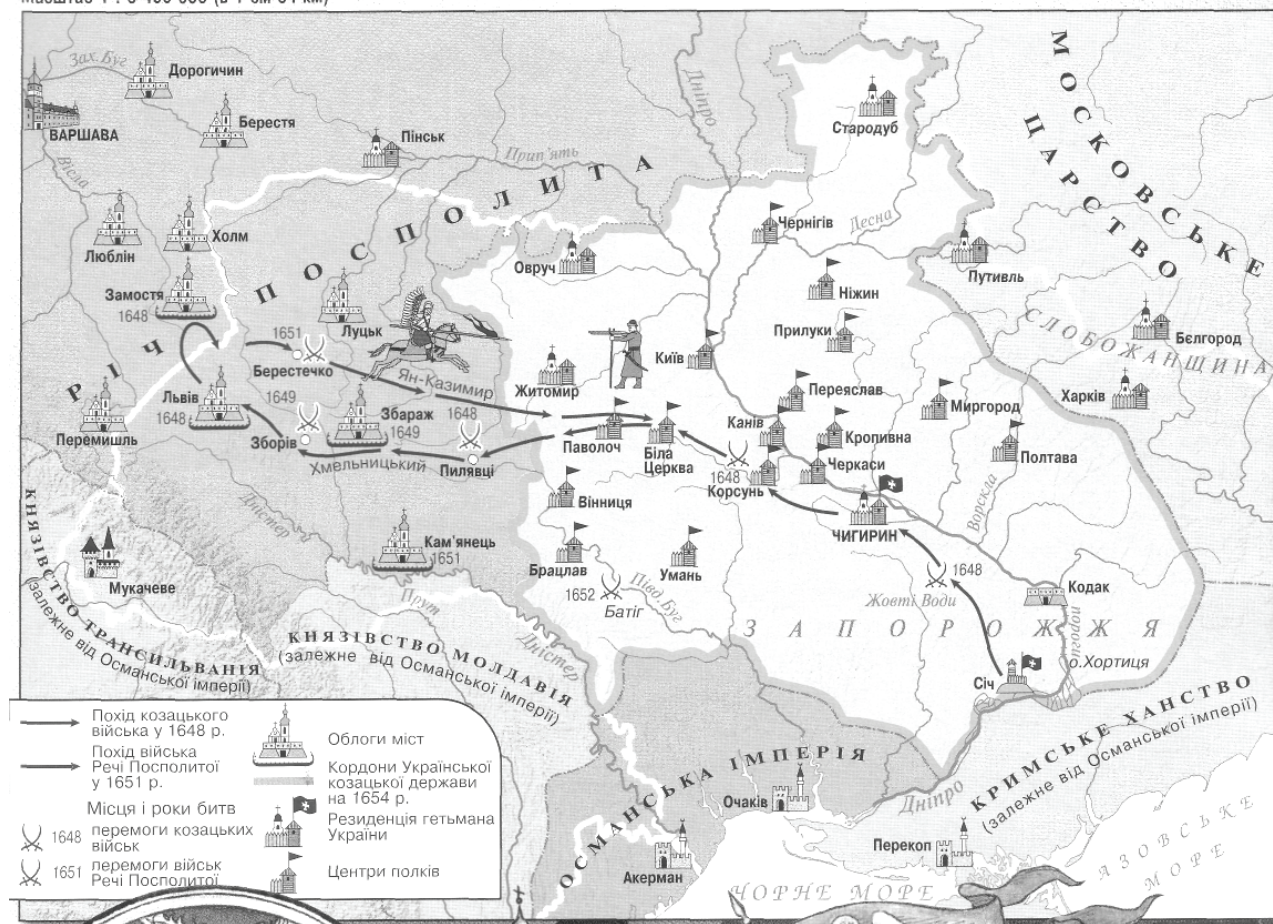 Масштаб 1 :
Зах. Буг
Дорогичин
ВАРШАВА
Берестя
Пінськ
Дніпро
Прип'ять
Стародуб
МОСКОВСЬКЕ
ЦАРСТВО
Вісла
РІЧ ПОСПОЛИТА
Люблін
Холм
Замостя
1648
Луцьк
1651
Берестечко
Овруч
Чернігів
Десна
Путивль
Ніжин
Прилуки
СЛОБОЖАНЩИНА
Бєлгород
Харків
Київ
Житомир
Ян-Казимир
Переяслав
Миргород
Львів
1648
1649
Зборів
Збараж
1649
1648
Пилявці
Хмельницький
Перемишль
Паволоч
Біла
Церква
Канів
Кропивна
1648
Корсунь
Черкаси
Полтава
Ворскла
ЧИГИРИН
Вінниця
Дністер
Кам'янець
1651
Брацлав
1652
Батіг
Умань
Півд. Буг
1648
Жовті Води
Кодак
ЗАПОРОЖЖЯ
пороги
о.Хортиця
Січ
Мукачеве
КНЯЗІВСТВО ТРАНСИЛЬВАНІЯ
(залежне від Османської імперії)
Прут
КНЯЗІВСТВО МОЛДАВІЯ
(залежне від Османської імперії)
Дністер
ОСМАНСЬКА ІМПЕРІЯ
Очаків
Акерман
Дніпро
КРИМСЬКЕ ХАНСТВО
(залежне від Османської імперії)
Перекоп
АЗОВСЬКЕ
МОРЕ
ЧОРНЕ МОРЕ
Похід козацького
війська у 1648 р.
Похід війська
Речі Посполитої
у 1651 р.
Місця і роки битв
1648 перемоги козацьких
військ
1651 перемоги військ
Речі Посполитої
Облоги міст
Кордони Української
козацької держави
на 1654 р.
Резиденція гетьмана
України
Центри полків